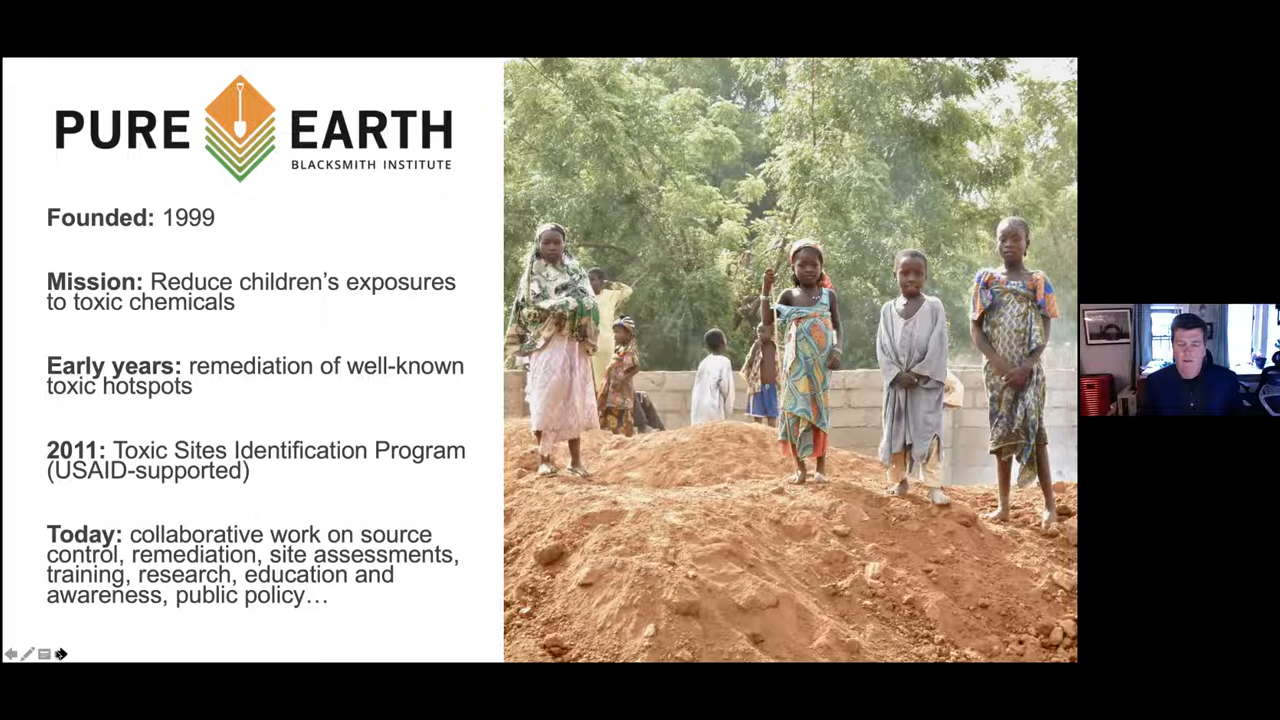 PURE EARTH
BLACKSMITH INSTITUTE
Founded: 1999
Mission: Reduce children’s exposures
to toxic chemicals
Early years: remediation of well-known
toxic hotspots
2011: Toxic Sites Identification Program
(USAID-supported)
Today: collaborative work on source
control, remediation, site assessments,
training, research, education and
awareness, public policy…